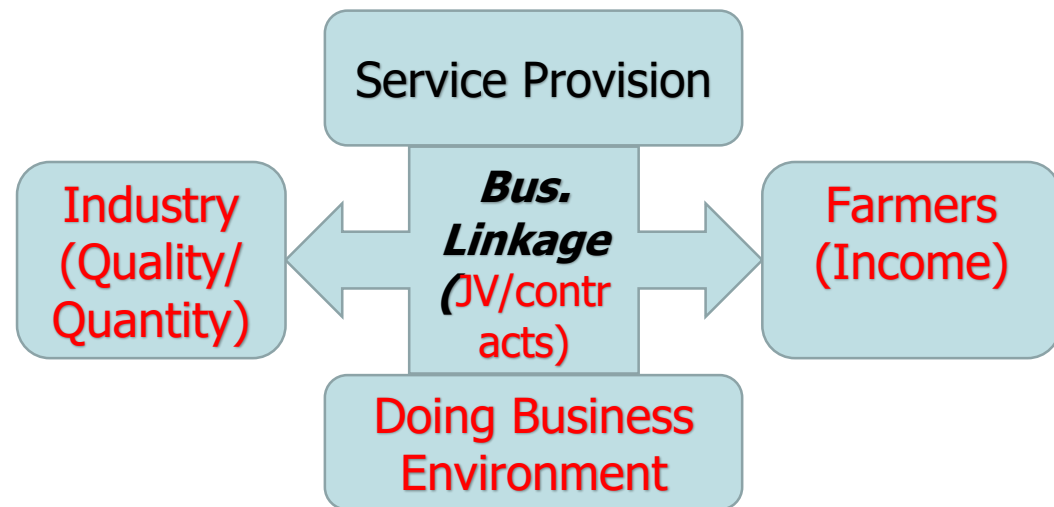 Service Provision
Industry
(Quality/
Quantity)
Bus.
Linkage
(JV/contr
acts)
Farmers
(Income)
Doing Business
Environment